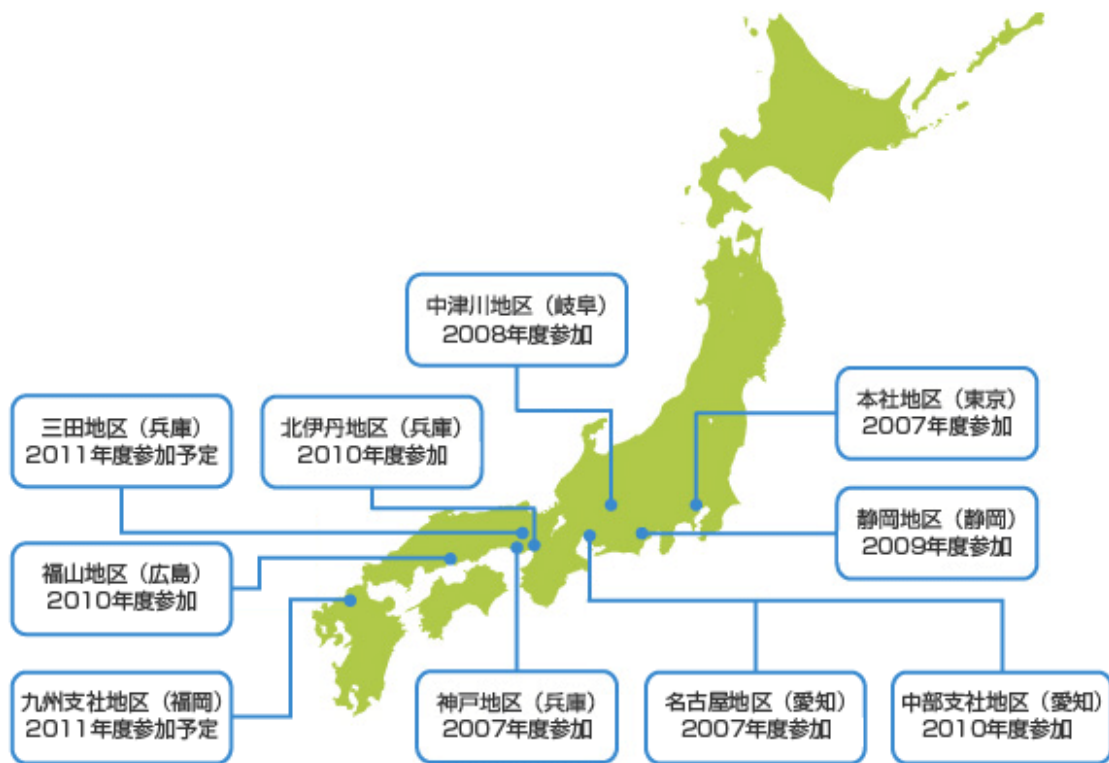 中津川地区（岐阜）
2008年度参加
三田地区（兵庫）
2011年度参加予定
北伊丹地区（兵庫）
2010年度参加
本社地区（東京）
2007年度参加
静岡地区（静岡）
2009年度参加
福山地区（広島）
2010年度参加
九州支社地区（福岡）
2011年度参加予定
神戸地区（兵庫）
2007年度参加
名古屋地区（愛知）
2007年度参加
中部支社地区（愛知）
2010年度参加